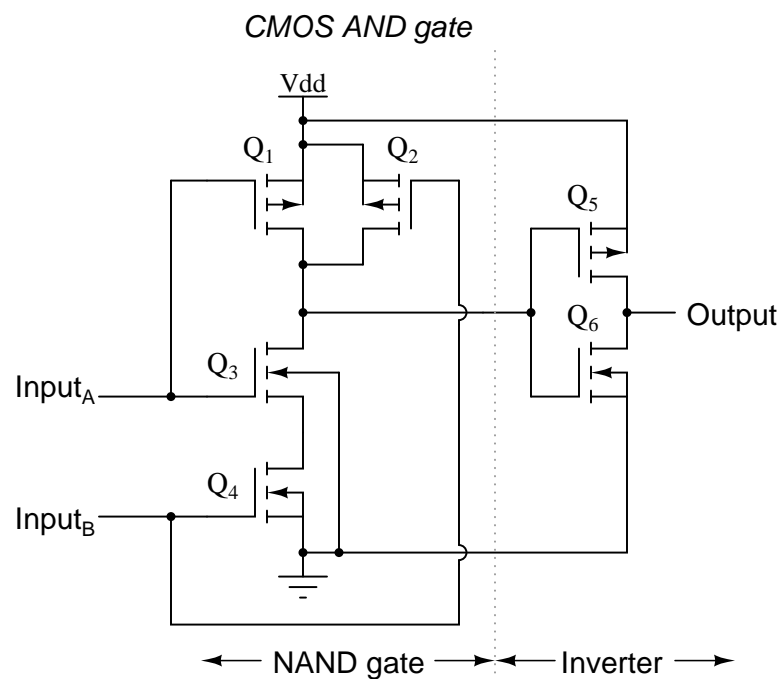 CMOS AND gate
Vdd
Q1
Q2
Q5
Q3
Q6
Output
InputA
Q4
InputB
NAND gate
Inverter